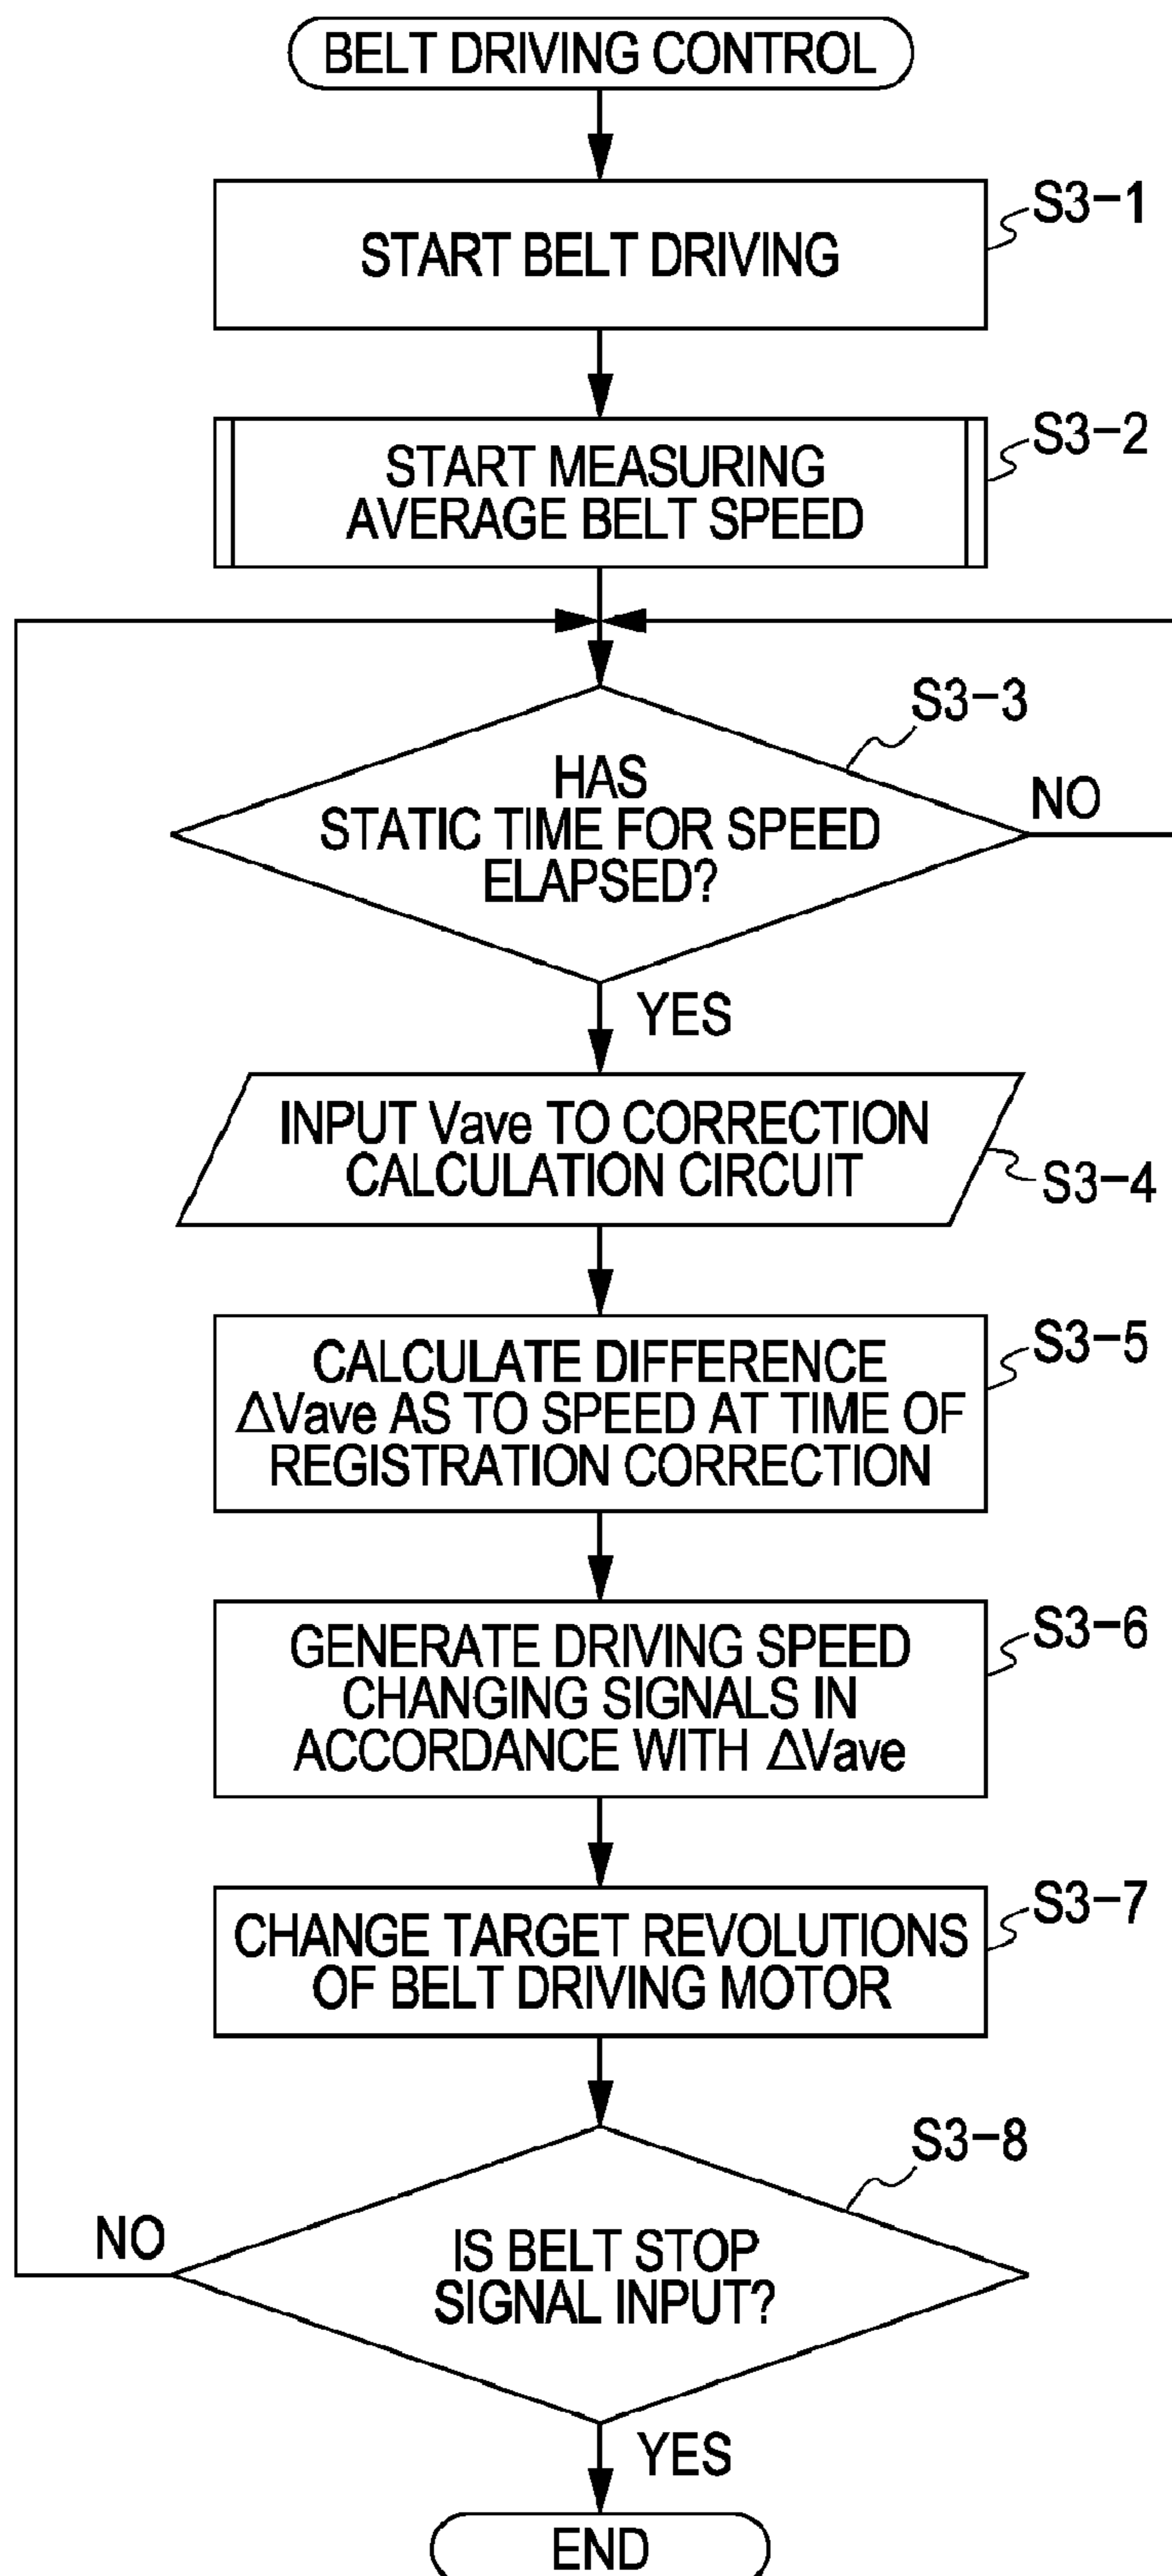 BELT DRIVING CONTROL
START BELT DRIVING
S3-1
START MEASURING
AVERAGE BELT SPEED
S3-2
S3-3
HAS
STATIC TIME FOR SPEED
ELAPSED?
NO
YES
INPUT Vave TO CORRECTION
CALCULATION CIRCUIT
S3-4
CALCULATE DIFFERENCE
ΔVave AS TO SPEED AT TIME OF
REGISTRATION CORRECTION
S3-5
GENERATE DRIVING SPEED
CHANGING SIGNALS IN
ACCORDANCE WITH ΔVave
S3-6
CHANGE TARGET REVOLUTIONS
OF BELT DRIVING MOTOR
S3-7
S3-8
IS BELT STOP
SIGNAL INPUT?
NO
YES
END